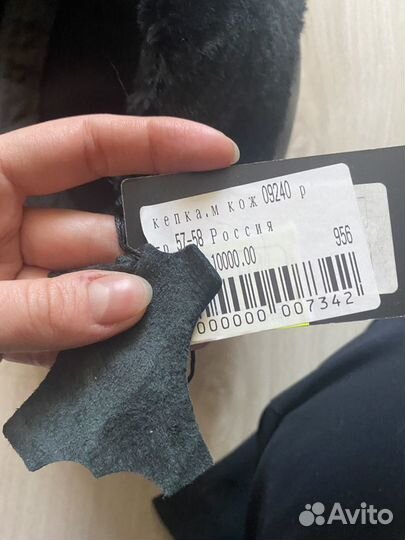 кепка.м кож 09240 р
57-58 Россия
10000.00
956
000000 007342
Avito